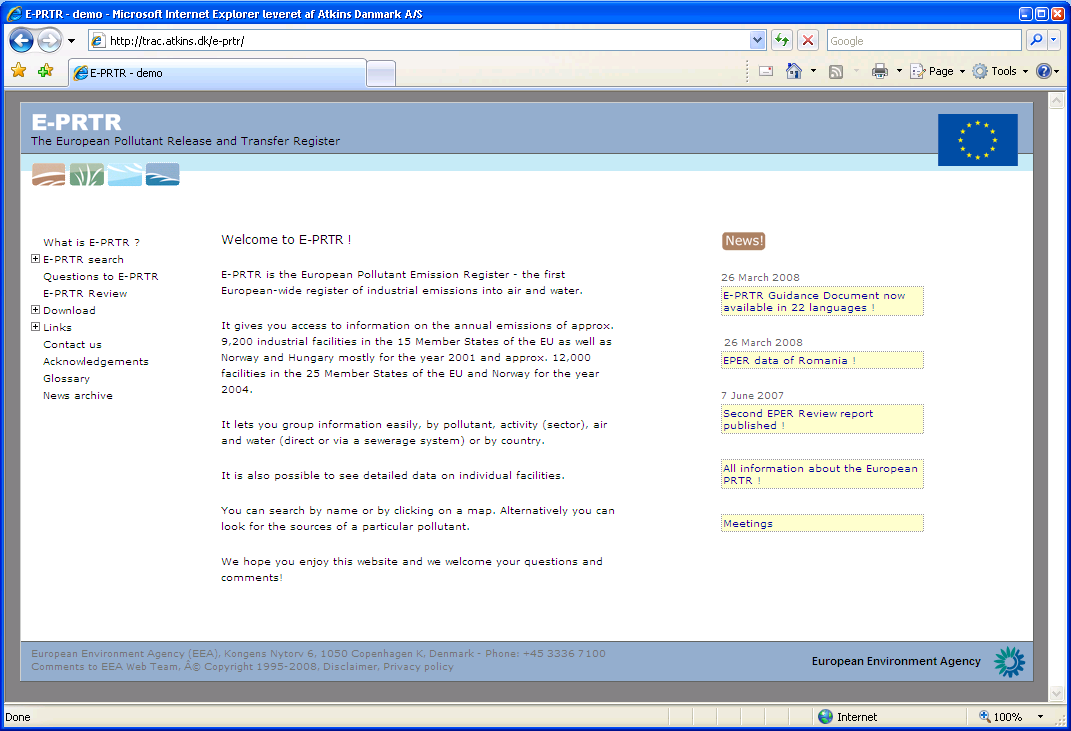 E-PRTR - demo - Microsoft Internet Explorer leveret af Atkins Danmark A/S
http://trac.atkins.dk/e-prtr/
Google
E-PRTR - demo
Page
Tools
E-PRTR
The European Pollutant Release and Transfer Register
What is E-PRTR ?
E-PRTR search
Questions to E-PRTR
E-PRTR Review
Download
Links
Contact us
Acknowledgements
Glossary
News archive
Welcome to E-PRTR !
E-PRTR is the European Pollutant Emission Register - the first
European-wide register of industrial emissions into air and water.
It gives you access to information on the annual emissions of approx.
9,200 industrial facilities in the 15 Member States of the EU as well as
Norway and Hungary mostly for the year 2001 and approx. 12,000
facilities in the 25 Member States of the EU and Norway for the year
2004.
It lets you group information easily, by pollutant, activity (sector), air
and water (direct or via a sewerage system) or by country.
It is also possible to see detailed data on individual facilities.
You can search by name or by clicking on a map. Alternatively you can
look for the sources of a particular pollutant.
We hope you enjoy this website and we welcome your questions and
comments!
News!
26 March 2008
E-PRTR Guidance Document now
available in 22 languages !
26 March 2008
EPER data of Romania !
7 June 2007
Second EPER Review report
published !
All information about the European
PRTR !
Meetings
European Environment Agency (EEA), Kongens Nytorv 6, 1050 Copenhagen K, Denmark - Phone: +45 3336 7100
Comments to EEA Web Team, Â© Copyright 1995-2008, Disclaimer, Privacy policy
European Environment Agency
Done
Internet
100%